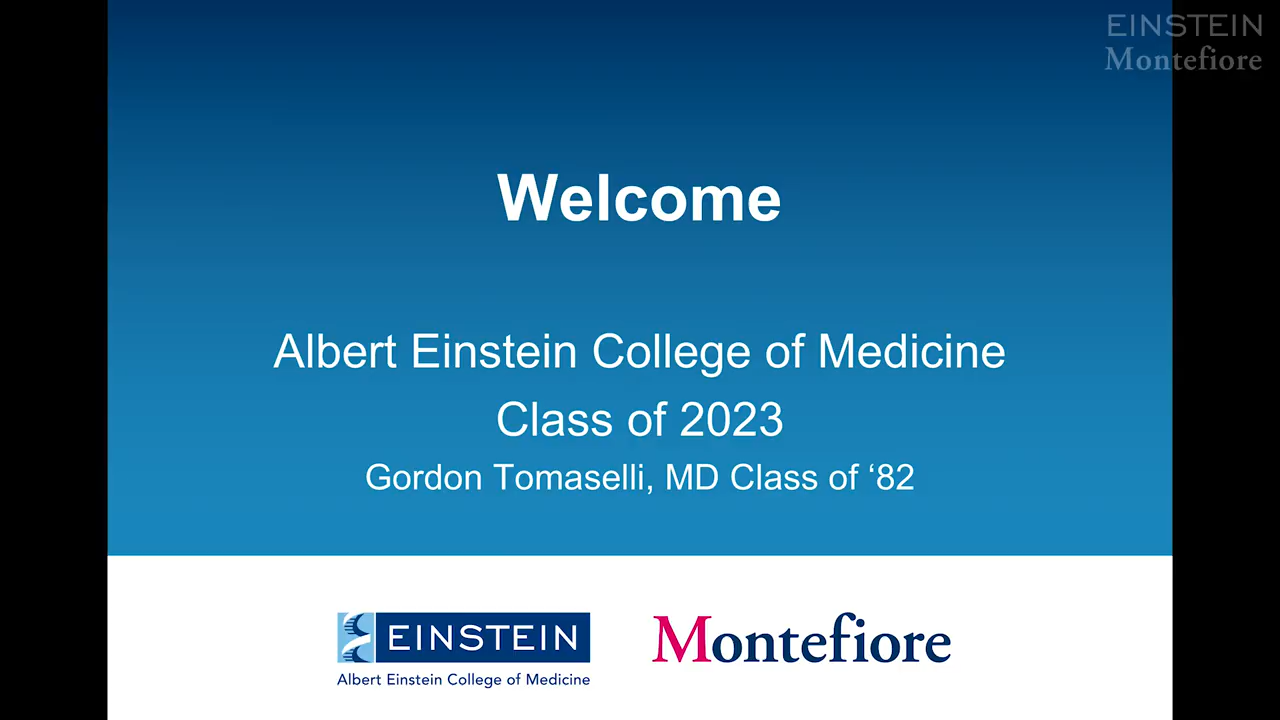 EINSTEIN
Montefiore
Welcome
Albert Einstein College of Medicine
Class of 2023
Gordon Tomaselli, MD Class of ‘82
EINSTEIN
Albert Einstein College of Medicine
Montefiore